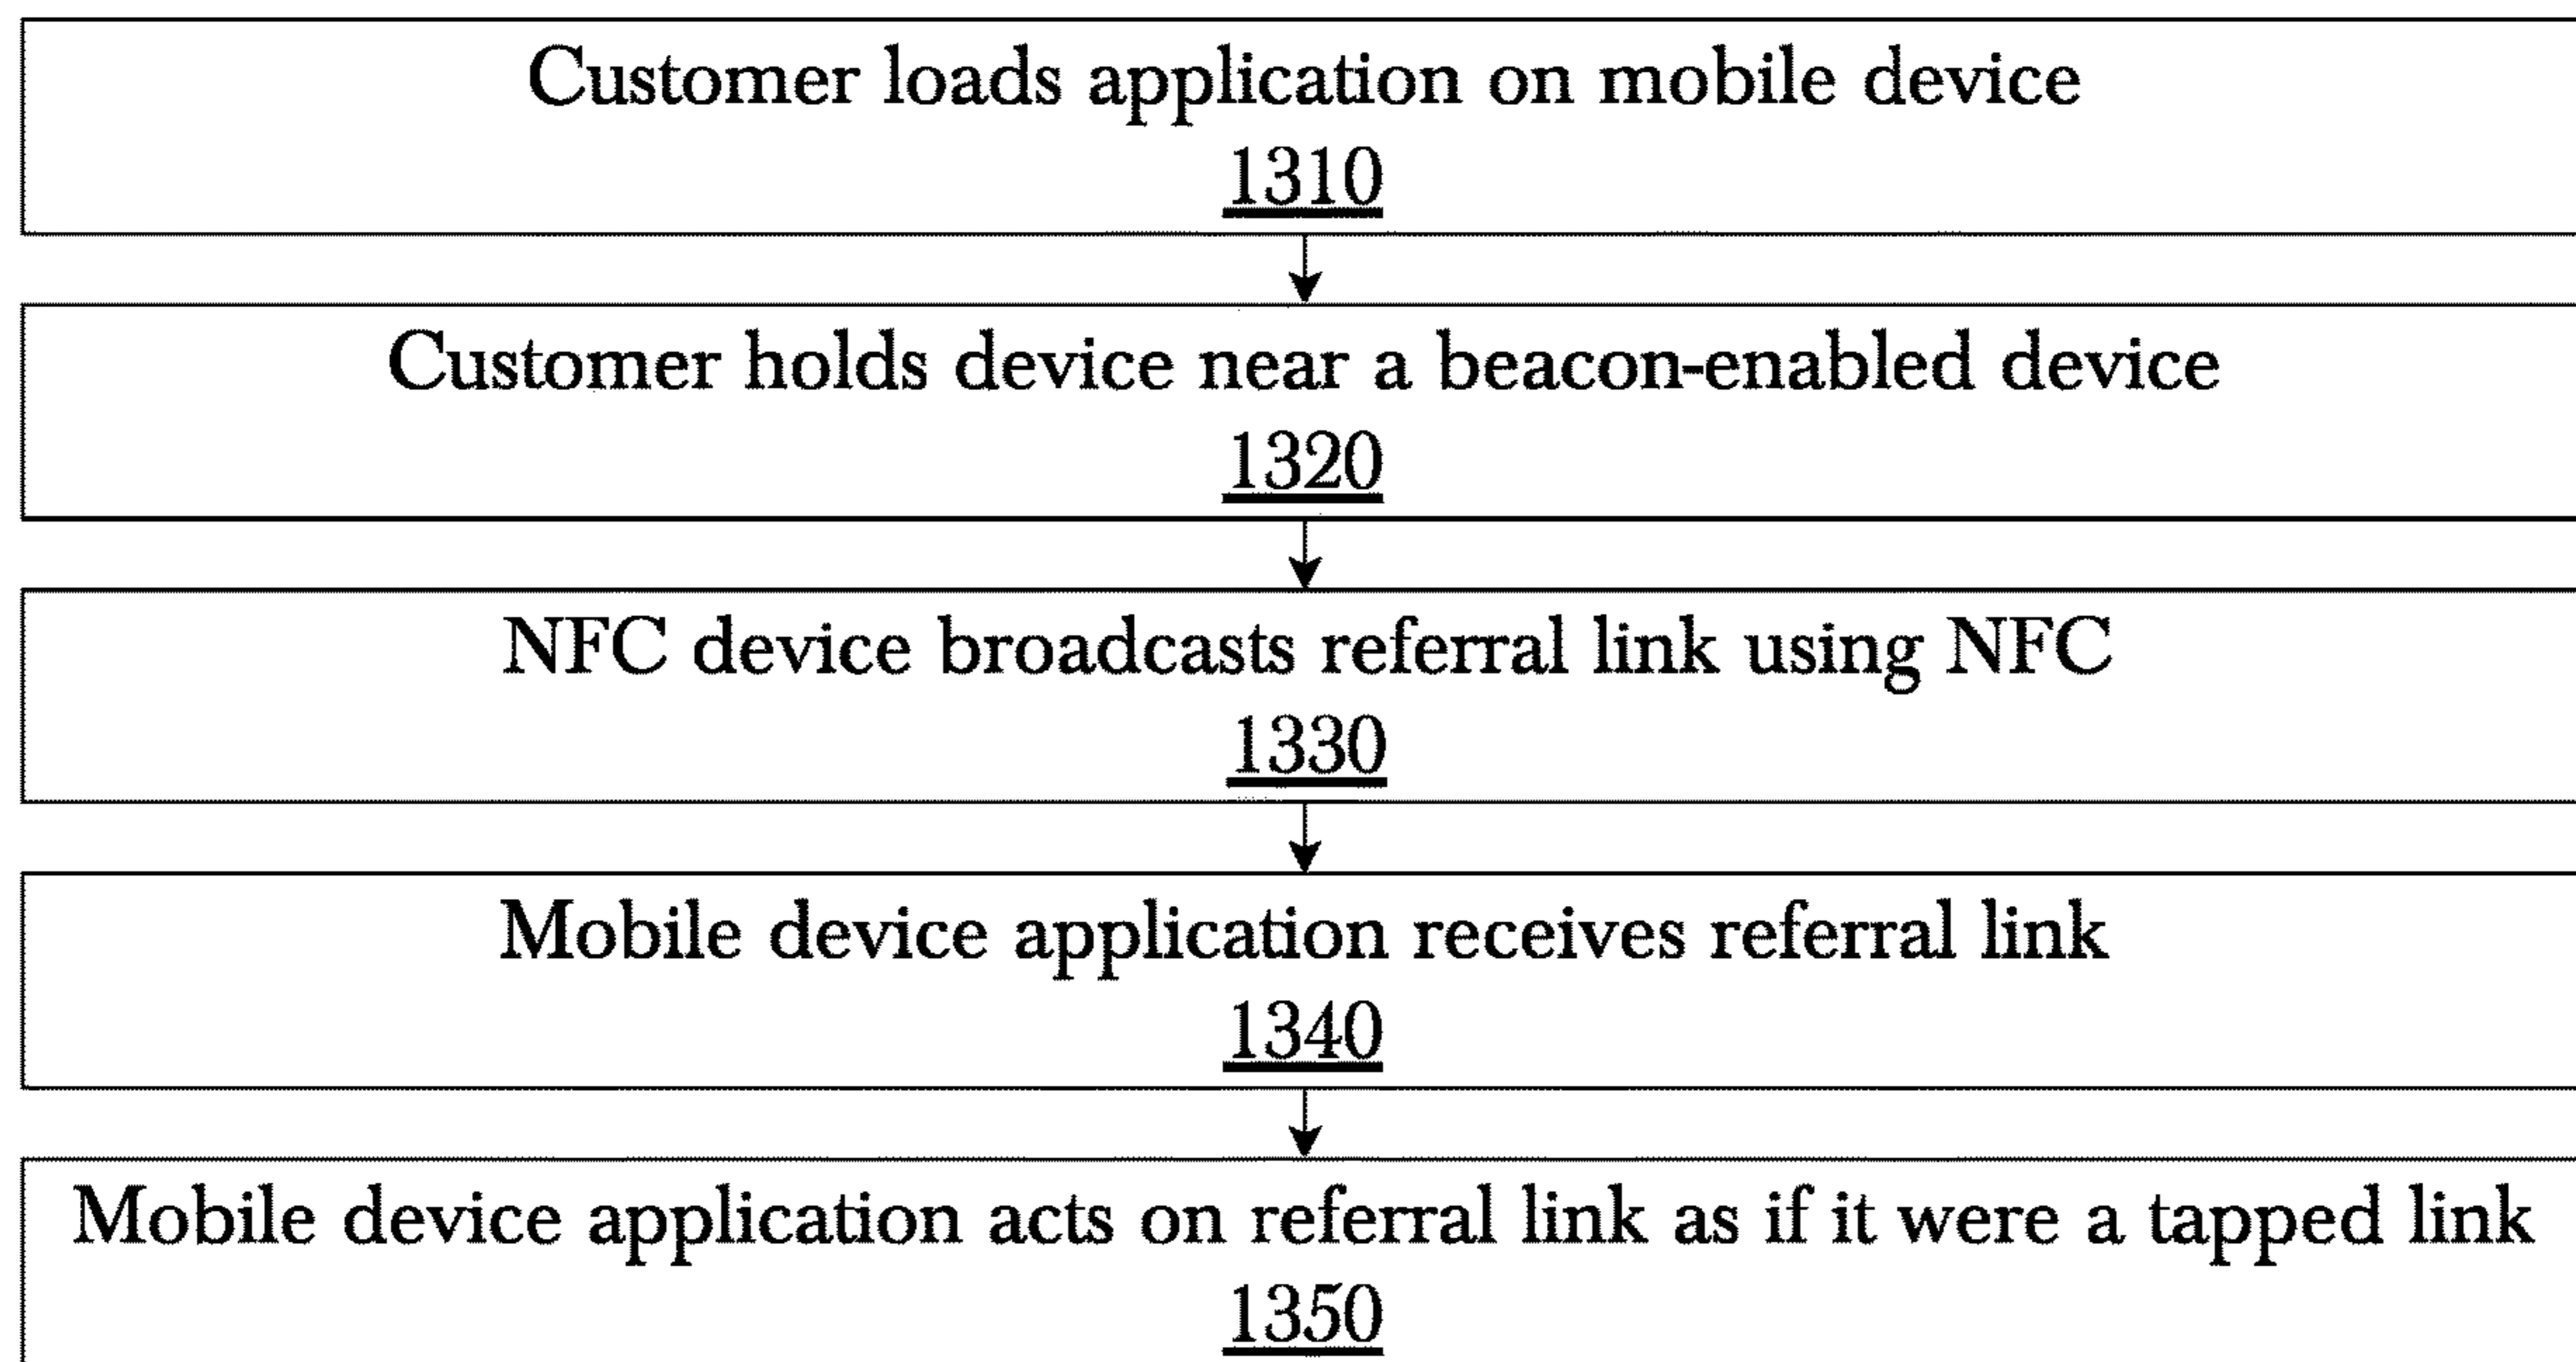 Customer loads application on mobile device
1310
Customer holds device near a beacon-enabled device
1320
NFC device broadcasts referral link using NFC
1330
Mobile device application receives referral link
1340
Mobile device application acts on referral link as if it were a tapped link
1350